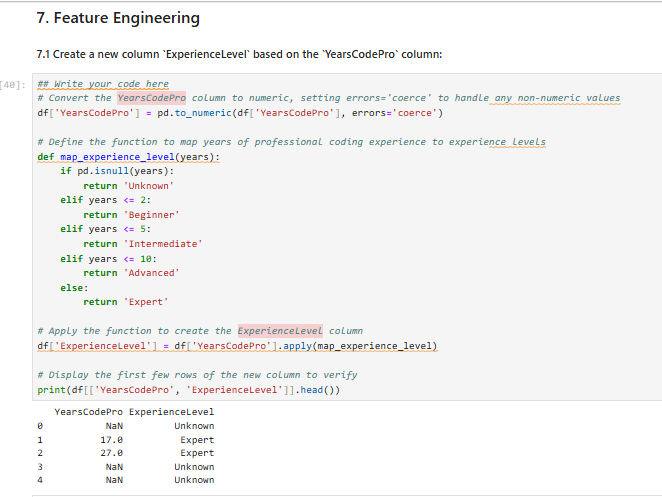 7. Feature Engineering
7.1 Create a new column `ExperienceLevel` based on the `YearsCodePro` column:
[40]: ## Write your code here
# Convert the YearsCodePro column to numeric, setting errors='coerce' to handle any non-numeric values
df['YearsCodePro'] = pd.to_numeric(df['YearsCodePro'], errors='coerce')
# Define the function to map years of professional coding experience to experience levels
def map_experience_level(years):
    if pd.isnull(years):
        return 'Unknown'
    elif years <= 2:
        return 'Beginner'
    elif years <= 5:
        return 'Intermediate'
    elif years <= 10:
        return 'Advanced'
    else:
        return 'Expert'
# Apply the function to create the ExperienceLevel column
df['ExperienceLevel'] = df['YearsCodePro'].apply(map_experience_level)
# Display the first few rows of the new column to verify
print(df[['YearsCodePro', 'ExperienceLevel']].head())
   YearsCodePro ExperienceLevel
0           NaN         Unknown
1          17.0          Expert
2          27.0          Expert
3           NaN         Unknown
4           NaN         Unknown